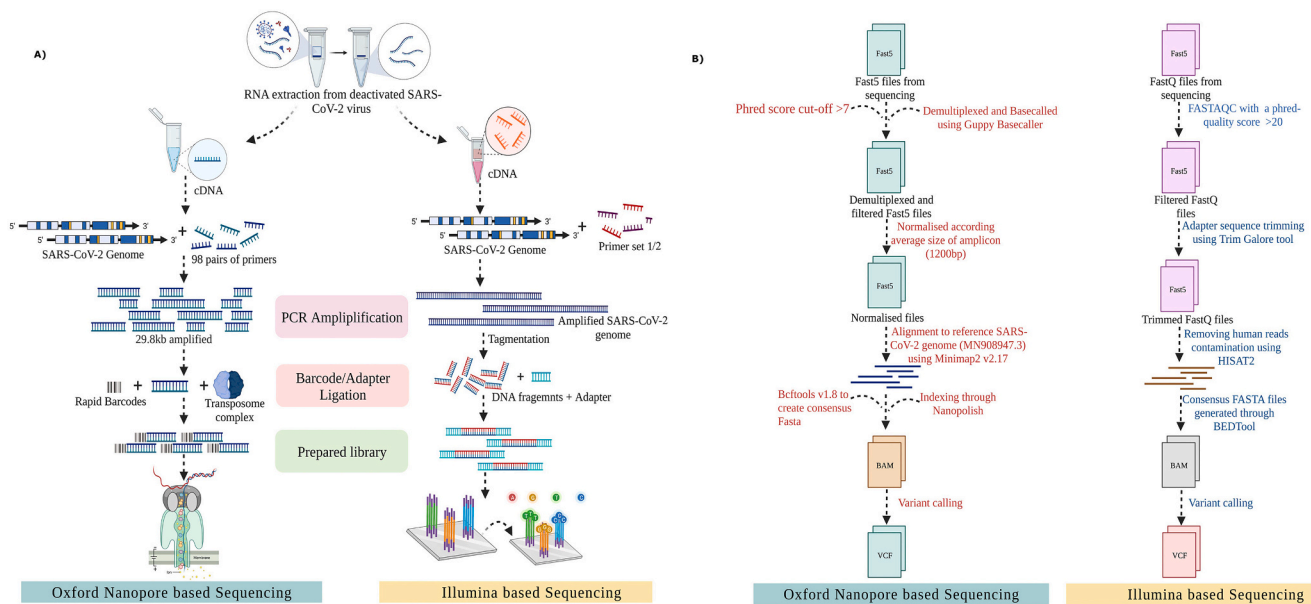 A)
RNA extraction from deactivated SARS-
CoV-2 virus
cDNA
cDNA
5'
3'
5'
3'
+
SARS-CoV-2 Genome
98 pairs of primers
5'
3'
5'
3'
+
SARS-CoV-2 Genome
Primer set 1/2
29.8kb amplified
PCR Ampliplification
Amplified SARS-CoV-2
genome
Tagmentation
+
+
Rapid Barcodes
Transposome
complex
Barcode/Adapter
Ligation
+
DNA fragemnts + Adapter
Prepared library
A
G
T
C
T
T
T
G
G
G
C
C
C
Oxford Nanopore based Sequencing
Illumina based Sequencing
B)
Fast5
Fast5 files from
sequencing
Phred score cut-off >7
Demultiplexed and Basecalled
using Guppy Basecaller
Fast5
Demultiplexed and
filtered Fast5 files
Normalised according
average size of amplicon
(1200bp)
Fast5
Normalised files
Alignment to reference SARS-
CoV-2 genome (MN908947.3)
using Minimap2 v2.17
Bcftools v1.8 to
create consensus
Fasta
Indexing through
Nanopolish
BAM
Variant calling
VCF
Oxford Nanopore based Sequencing
Fast5
FastQ files from
sequencing
FASTAQC with a phred-
quality score >20
Fast5
Filtered FastQ
files
Adapter sequence trimming
using Trim Galore tool
Fast5
Trimmed FastQ files
Removing human reads
contamination using
HISAT2
Consensus FASTA files
generated through
BEDTool
BAM
Variant calling
VCF
Illumina based Sequencing